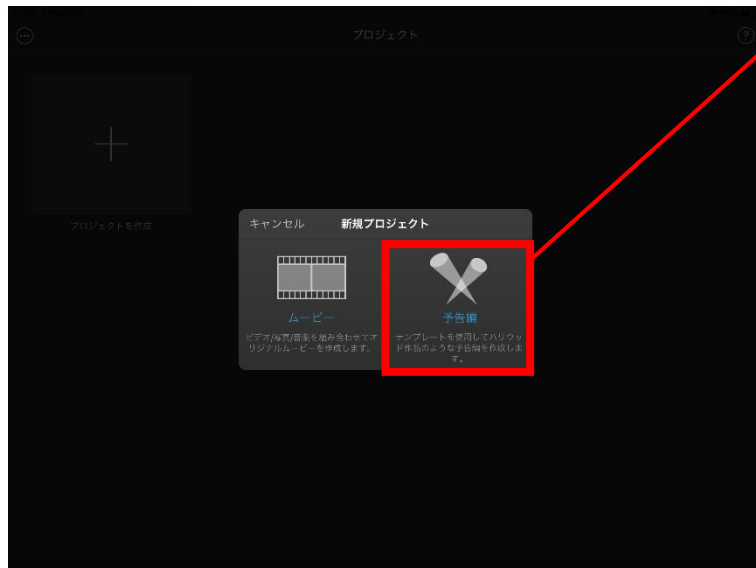 プロジェクト
プロジェクトを作成
キャンセル
新規プロジェクト
ムービー
ビデオ/写真/音楽を組み合わせてオ
リジナルムービーを作成します。
予告編
テンプレートを使用してハリウッ
ド作品のような予告編を作成しま
す。